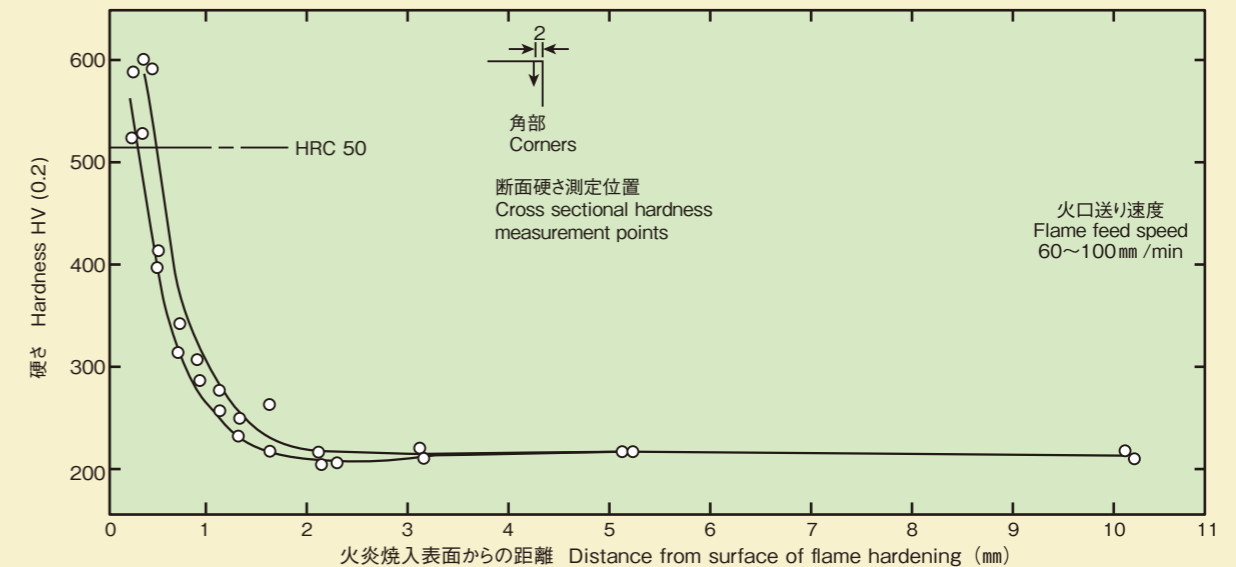 硬さ Hardness HV (0.2)
600
500
400
300
200
HRC 50
2
角部
Corners
断面硬さ測定位置
Cross sectional hardness
measurement points
火口送り速度
Flame feed speed
60～100㎜ /min
0 1 2 3 4 5 6 7 8 9 10 11
火炎焼入表面からの距離 Distance from surface of flame hardening（㎜）